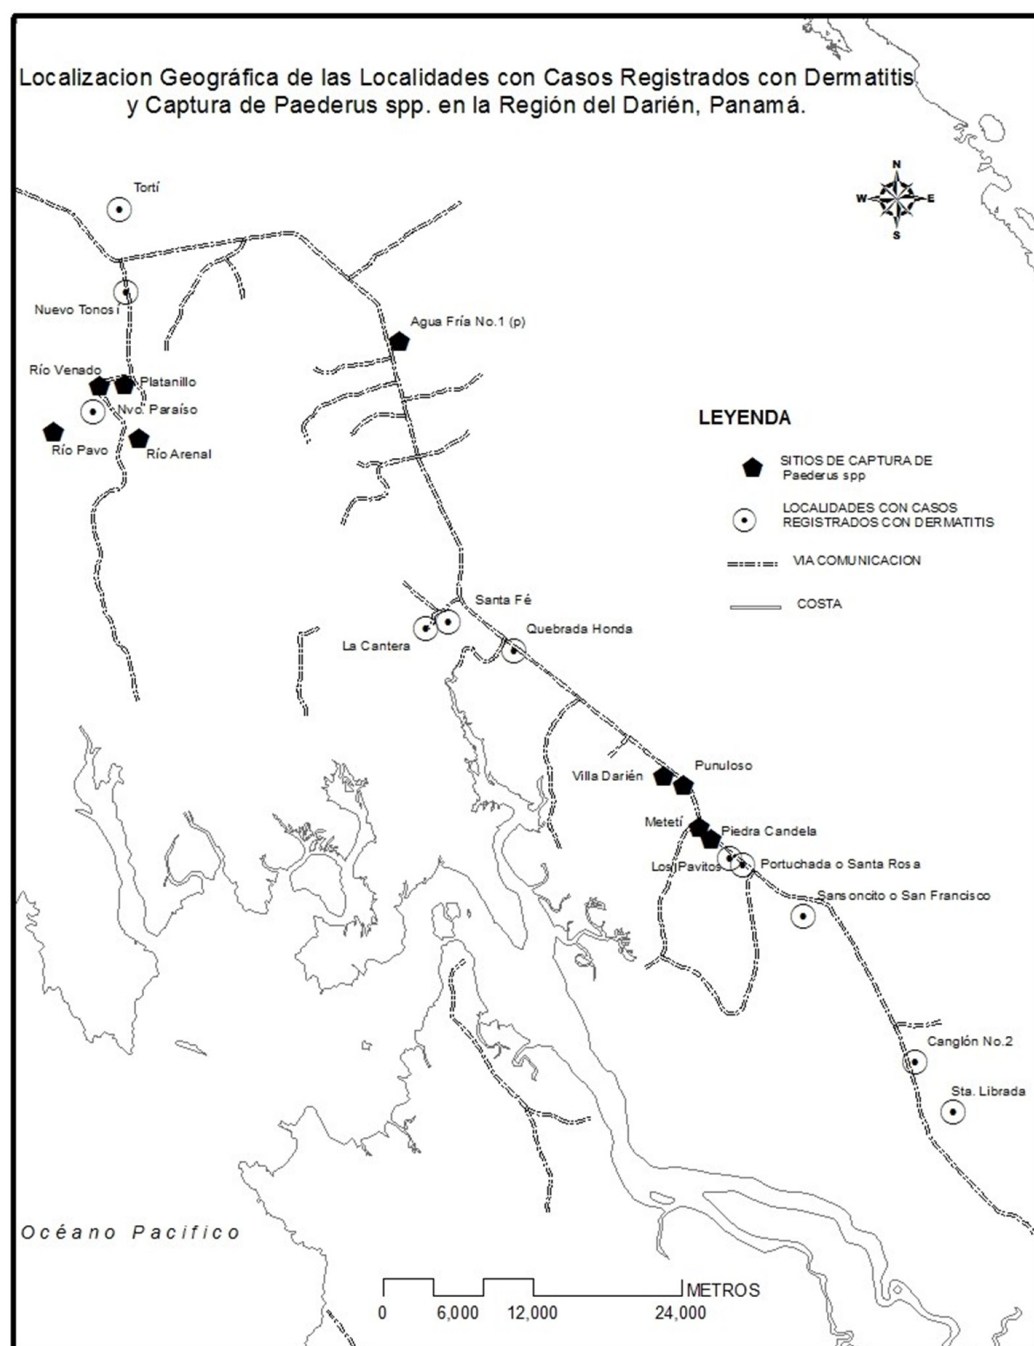 Localizacion Geográfica de las Localidades con Casos Registrados con Dermatitis
y Captura de Paederus spp. en la Región del Darién, Panamá.
N
W
E
S
Tortí
Nuevo Tonosí
Agua Fría No.1 (p)
Río Venado
Platanillo
Nvo. Paraíso
Río Pavo
Río Arenal
LEYENDA
SITIOS DE CAPTURA DE
Paederus spp
LOCALIDADES CON CASOS
REGISTRADOS CON DERMATITIS
VIA COMUNICACION
COSTA
Santa Fé
La Cantera
Quebrada Honda
Villa Darién
Punuloso
Metetí
Piedra Candela
Los Pavitos
Portuchada o Santa Rosa
Sansoncito o San Francisco
Canglón No.2
Sta. Librada
Océano Pacifico
METROS
0 6,000 12,000 24,000